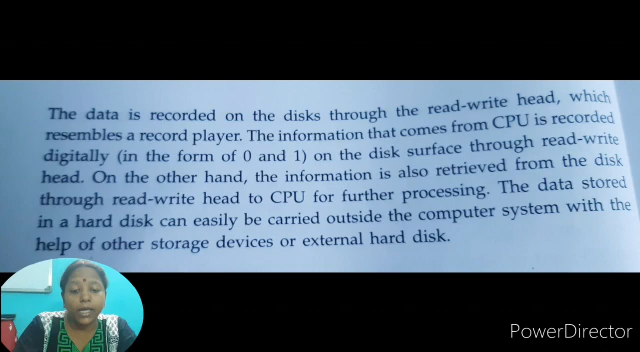 The data is recorded on the disks through the read-write head, which
resembles a record player. The information that comes from CPU is recorded
digitally (in the form of 0 and 1) on the disk surface through read-write
head. On the other hand, the information is also retrieved from the disk
through read-write head to CPU for further processing. The data stored
in a hard disk can easily be carried outside the computer system with the
help of other storage devices or external hard disk.
PowerDirector